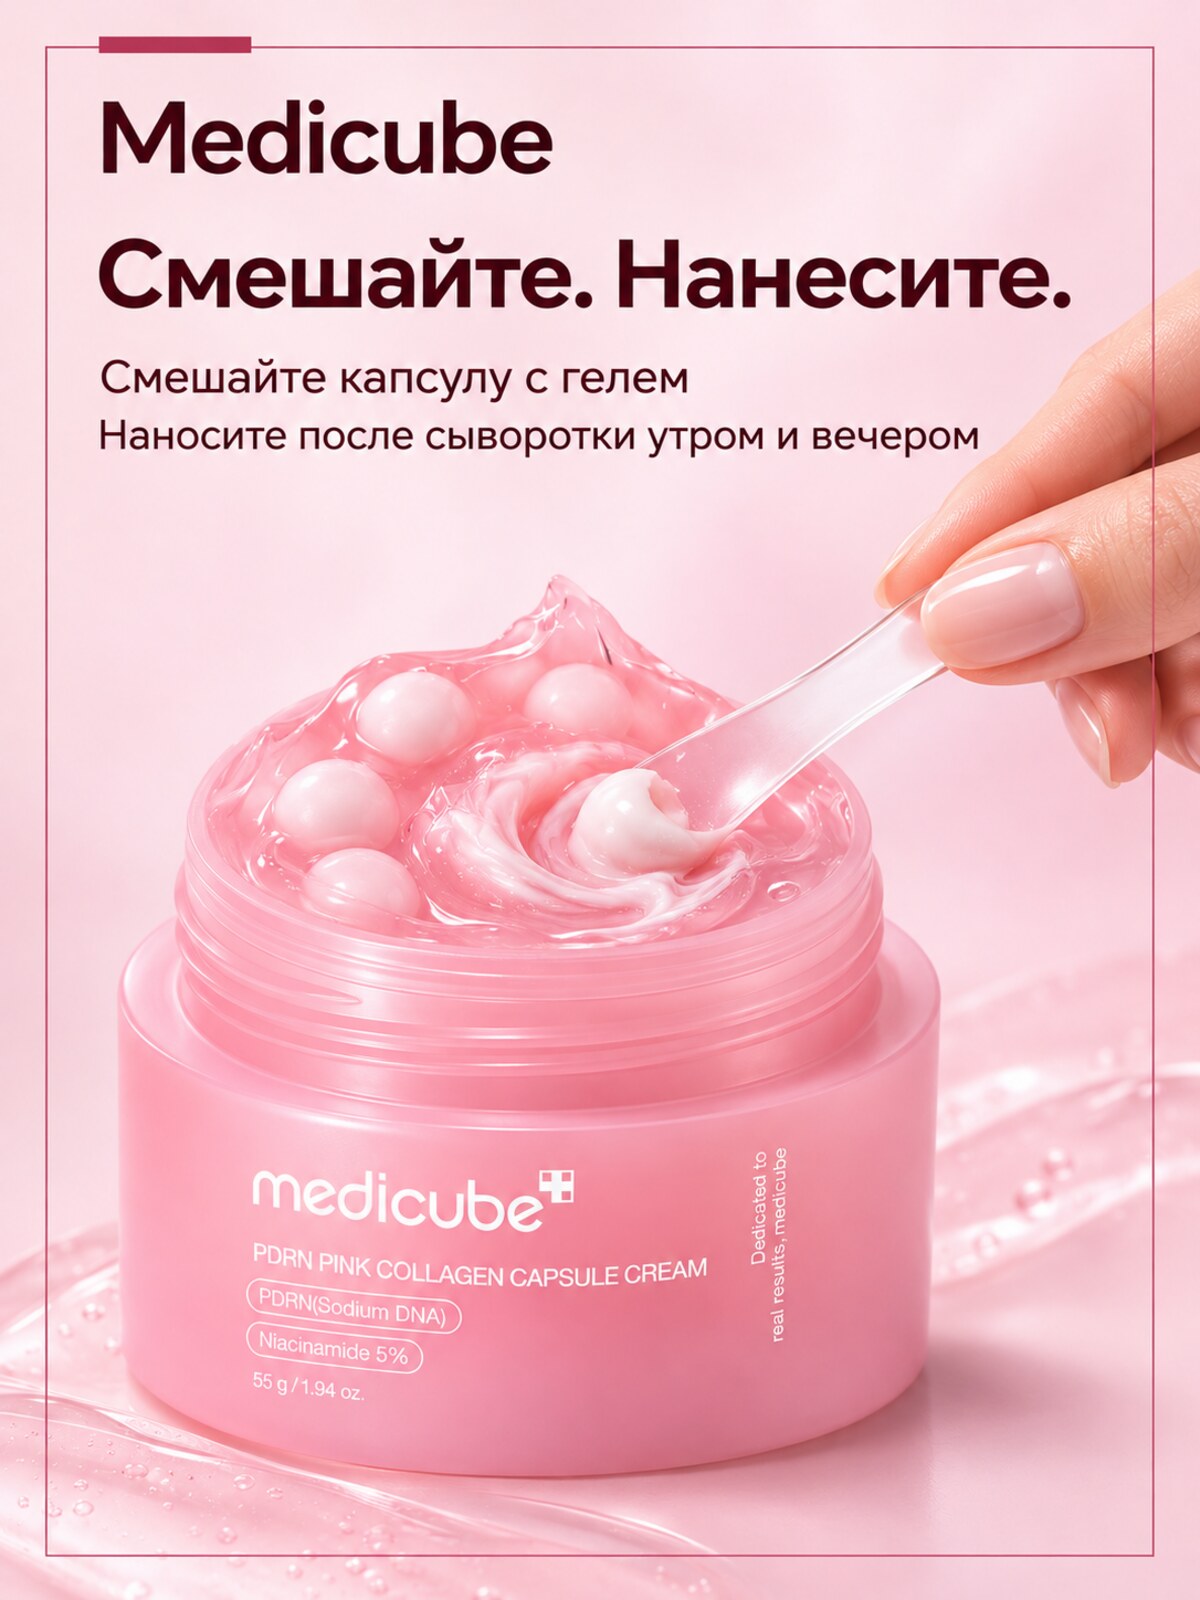 Medicube
Смешайте. Нанесите.
Смешайте капсулу с гелем
Наносите после сыворотки утром и вечером
medicube
PDRN PINK COLLAGEN CAPSULE CREAM
PDRN(Sodium DNA)
Niacinamide 5%
55 g / 1.94 oz.
Dedicated to
real results, medicube